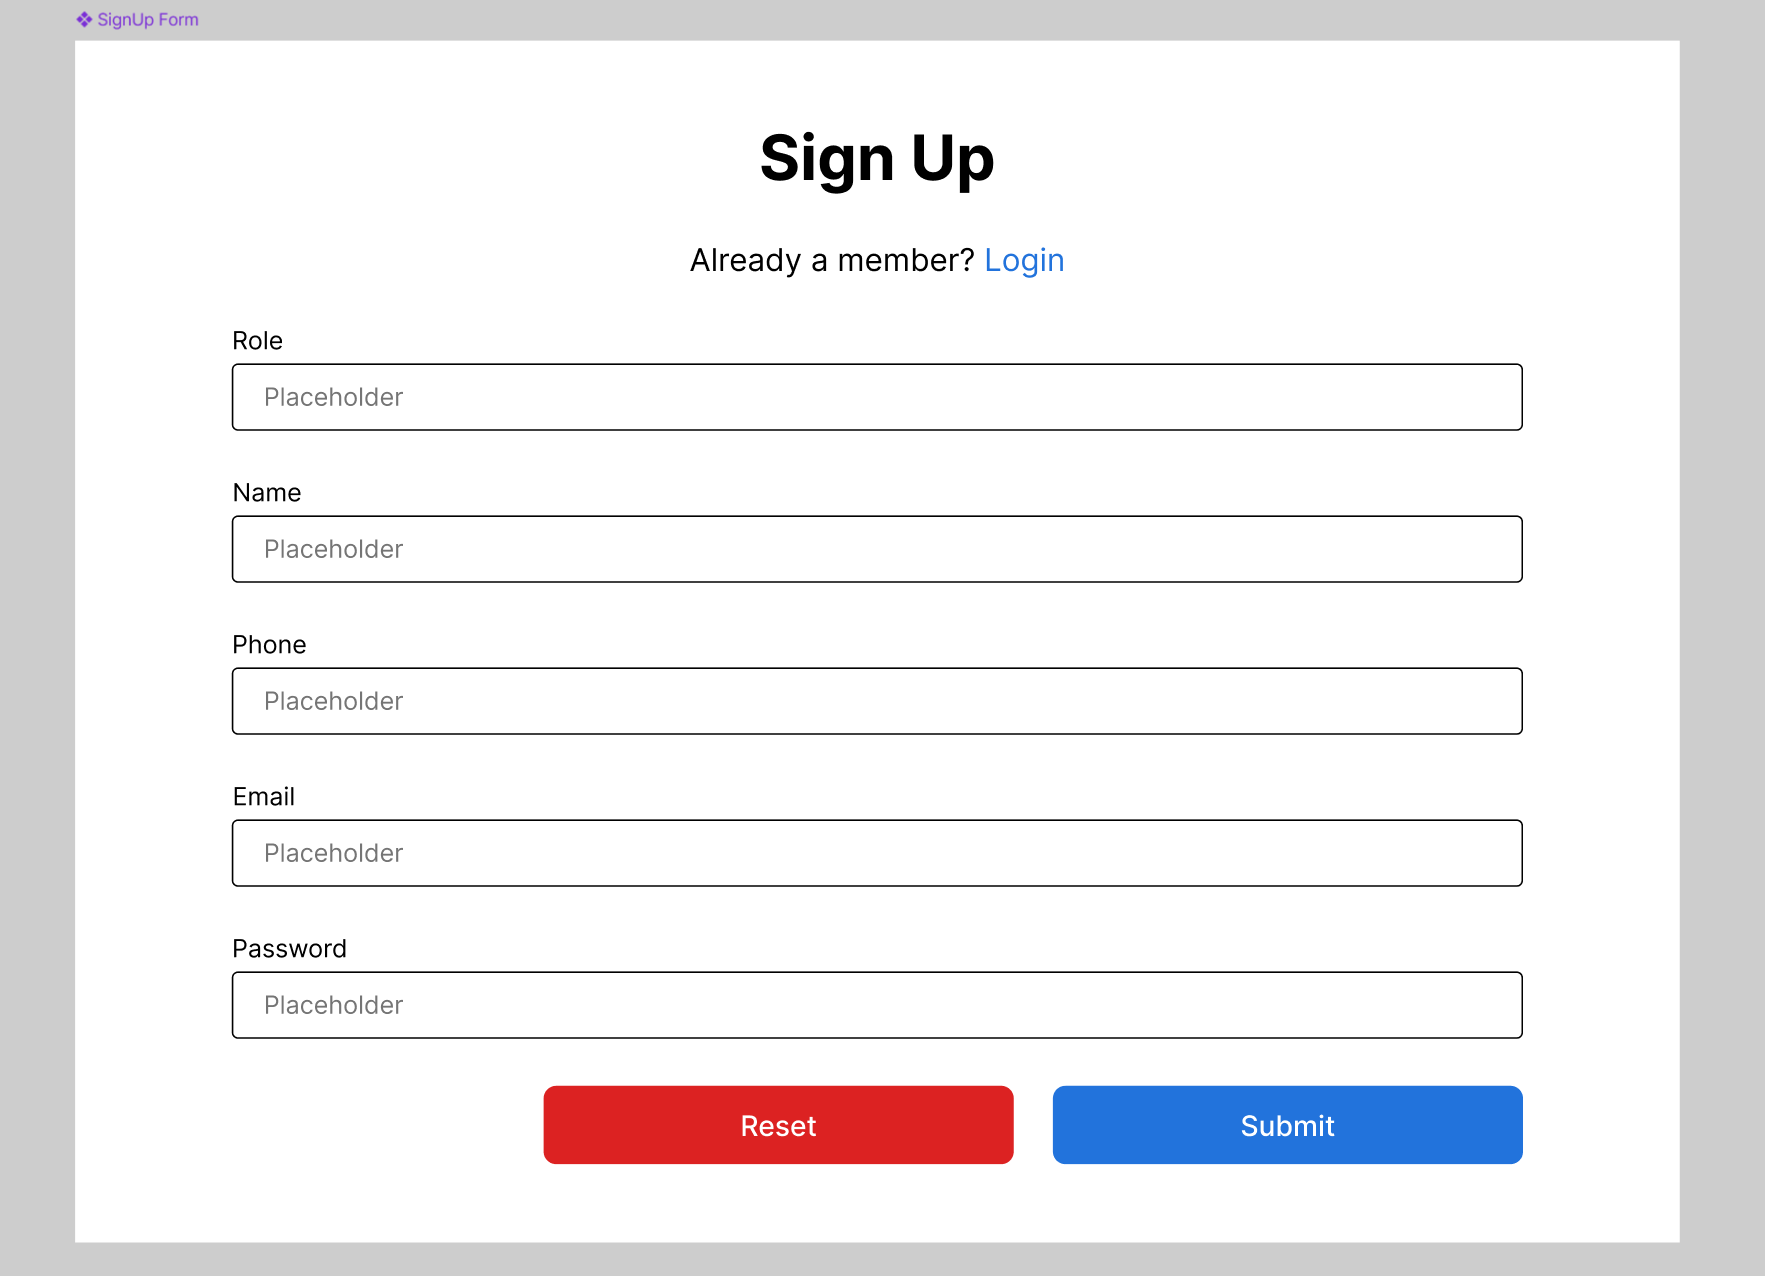 SignUp Form
Sign Up
Already a member? Login
Role
Placeholder
Name
Placeholder
Phone
Placeholder
Email
Placeholder
Password
Placeholder
Reset
Submit